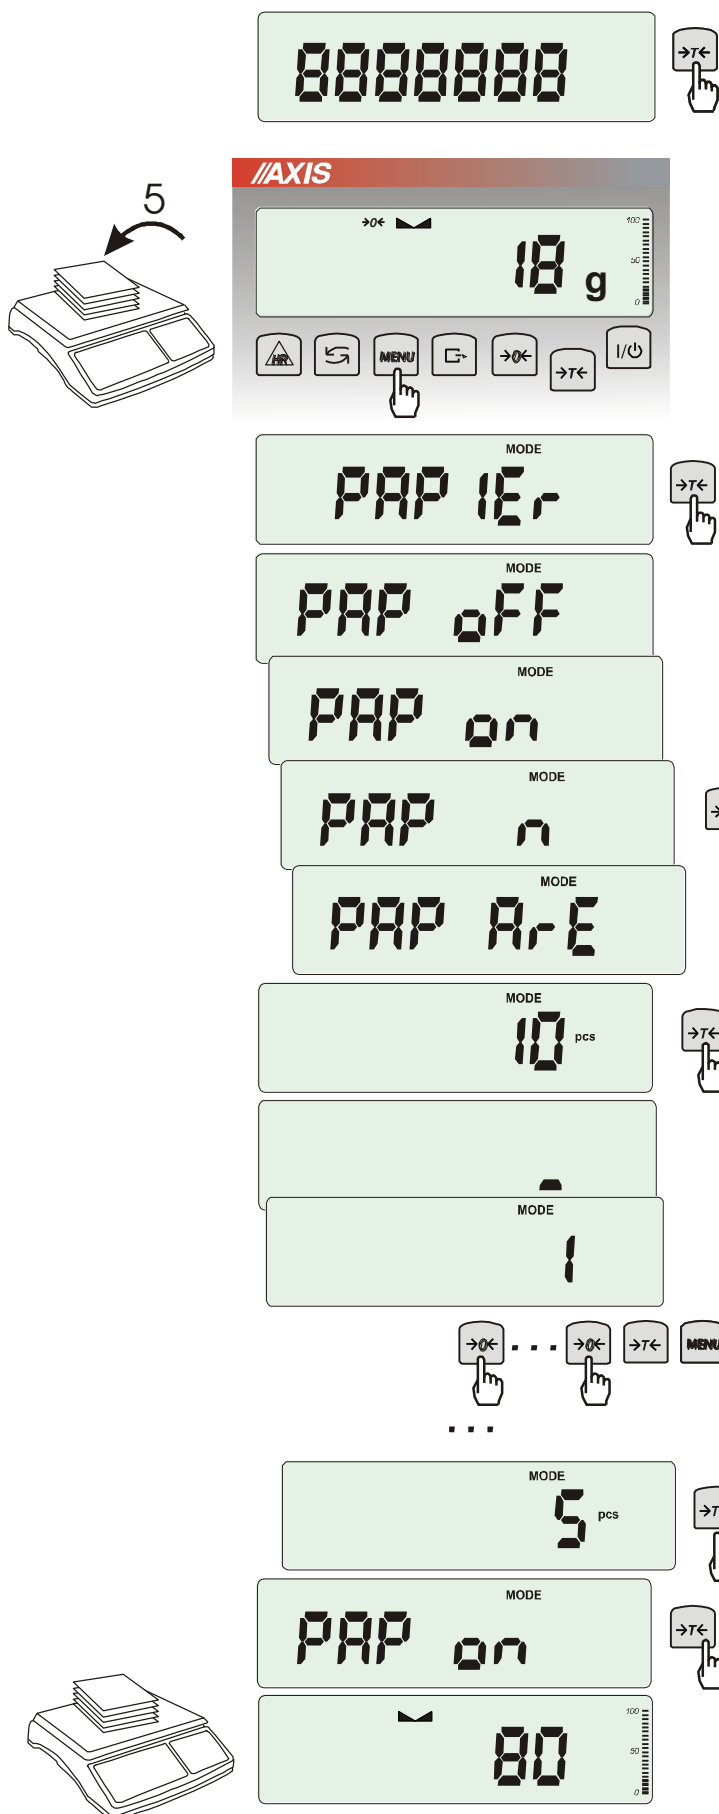 8888888
→T←
//AXIS
5
→0← 100
50
18 g
0
HR MENU →0← →T← I/⏻
MODE
PAPIEr
→T←
MODE
PAP oFF
MODE
PAP on
MODE
PAP n
MODE
PAP ArE
MODE
10 pcs
→T←
MODE
1
→0← ... →0← →T← MENU
...
MODE
5 pcs
→T
MODE
PAP on
→T←
100
80
50
0